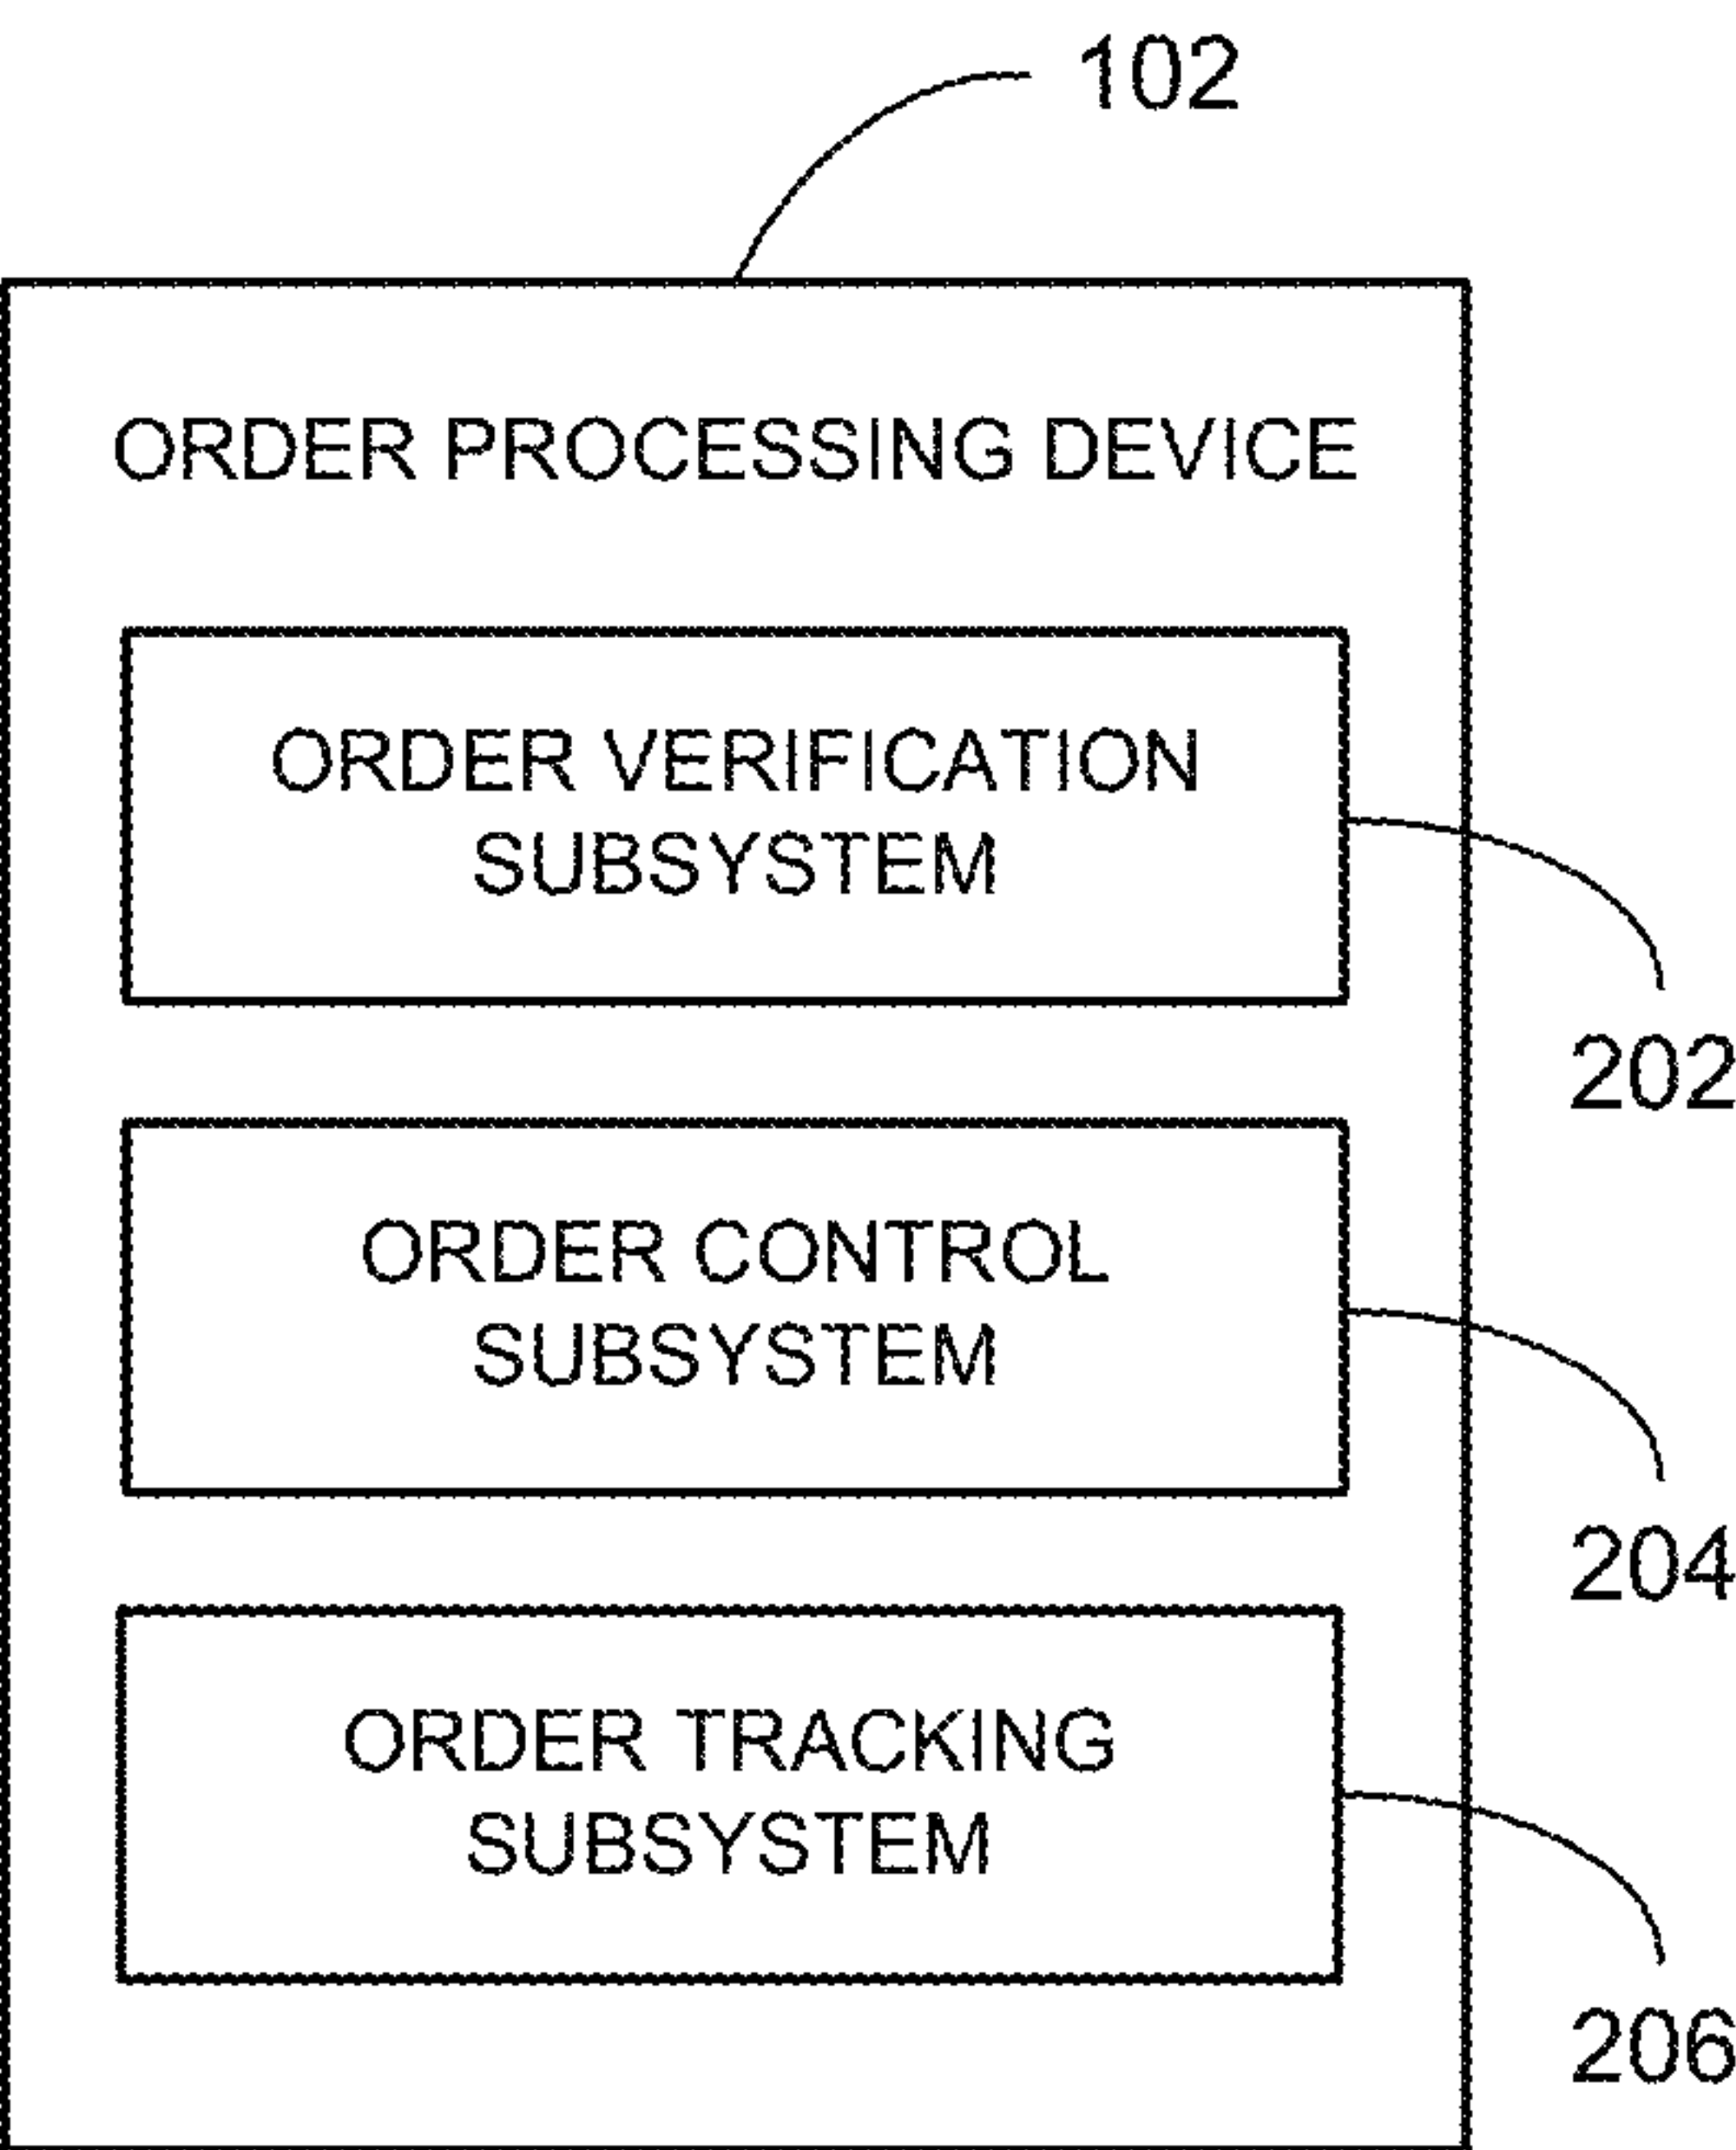 102
ORDER PROCESSING DEVICE
ORDER VERIFICATION
SUBSYSTEM
202
ORDER CONTROL
SUBSYSTEM
204
ORDER TRACKING
SUBSYSTEM
206